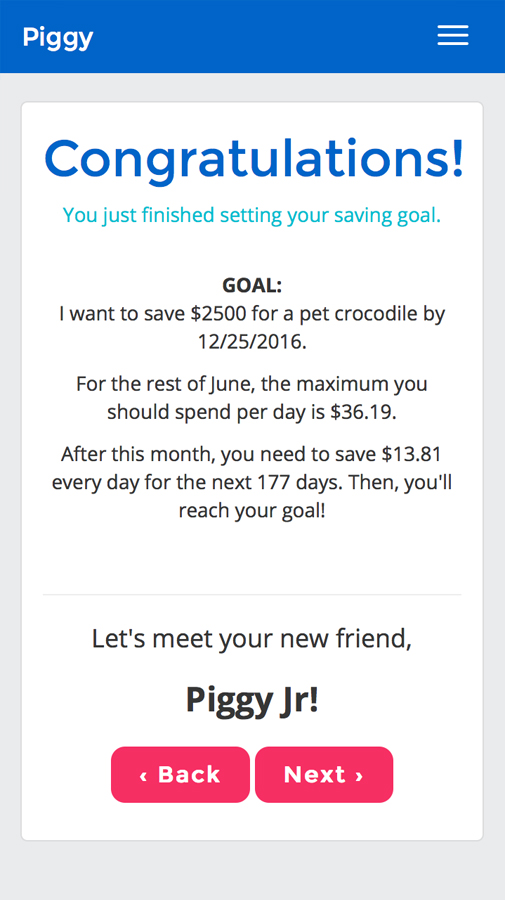 Piggy
Congratulations!
You just finished setting your saving goal.
GOAL:
I want to save $2500 for a pet crocodile by
12/25/2016.
For the rest of June, the maximum you
should spend per day is $36.19.
After this month, you need to save $13.81
every day for the next 177 days. Then, you'll
reach your goal!
Let's meet your new friend,
Piggy Jr!
‹ Back
Next ›